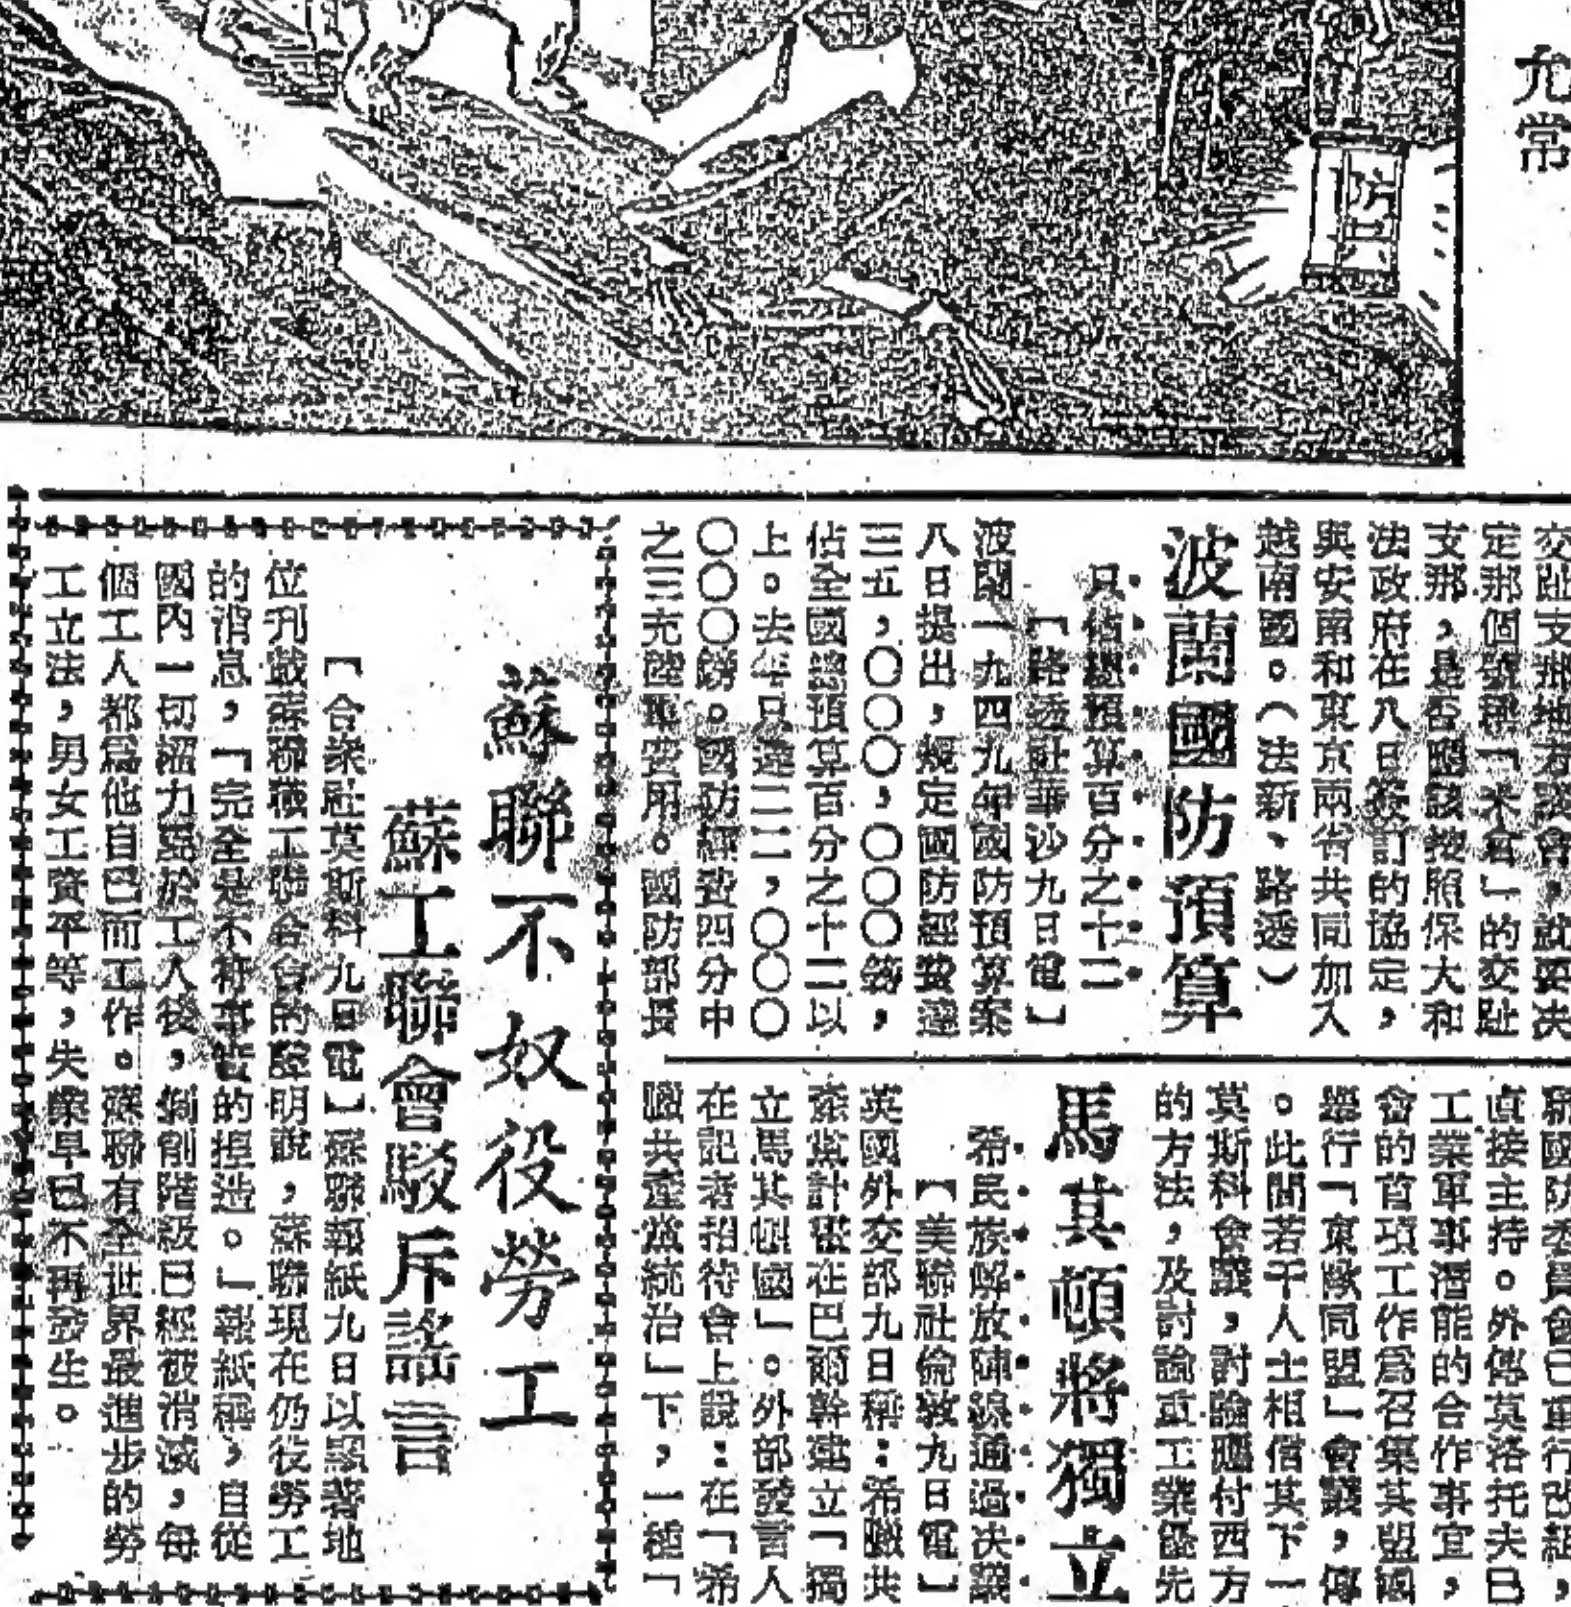 允常
防共
交趾支那地方議會，就要決
定那個號稱「木會」的交趾
支那，是否應該按照保大和
法政府在八日簽訂的協定，
與安南和東京兩省共同加入
越南國。（法新、路透）
波蘭國防預算
只佔總預算百分之十二
【路透社華沙九日電】
波蘭一九四九年國防預算案
八日提出，規定國防經費達
三五，〇〇〇，〇〇〇鎊，
佔全國總預算百分之十二以
上。去年只達二二，〇〇〇
〇〇〇鎊。國防經費四分中
之三充陸軍費用。國防部長
新國防委員會已重行改組，
直接主持。外傳莫洛托夫已
工業軍事潛能的合作事宜，
會的首項工作爲召集其盟國
舉行「東歐同盟」會議，傳
。此間若干人士相信其下一
莫斯科會議，討論應付西方
的方法，及討論重工業優先
馬其頓將獨立
希民族解放陣線通過决議
【美聯社倫敦九日電】
英國外交部九日稱：希臘共
產黨計劃在巴爾幹建立「獨
立馬其頓國」。外部發言人
在記者招待會上說：在「希
臘共產黨統治」下，一種「
蘇聯不奴役勞工
蘇工聯會駁斥謠言
【合衆社莫斯科九日電】蘇聯報紙九日以顯著地
位刋載蘇聯職工聯合會的聲明說，蘇聯現在仍役勞工
的消息，「完全是不符事實的揑造。」報紙稱，自從
國內一切權力歸於工人後，剝削階級已經被消滅，每
個工人都爲他自己而工作。蘇聯有全世界最進步的勞
工立法，男女工資平等，失業早已不再發生。